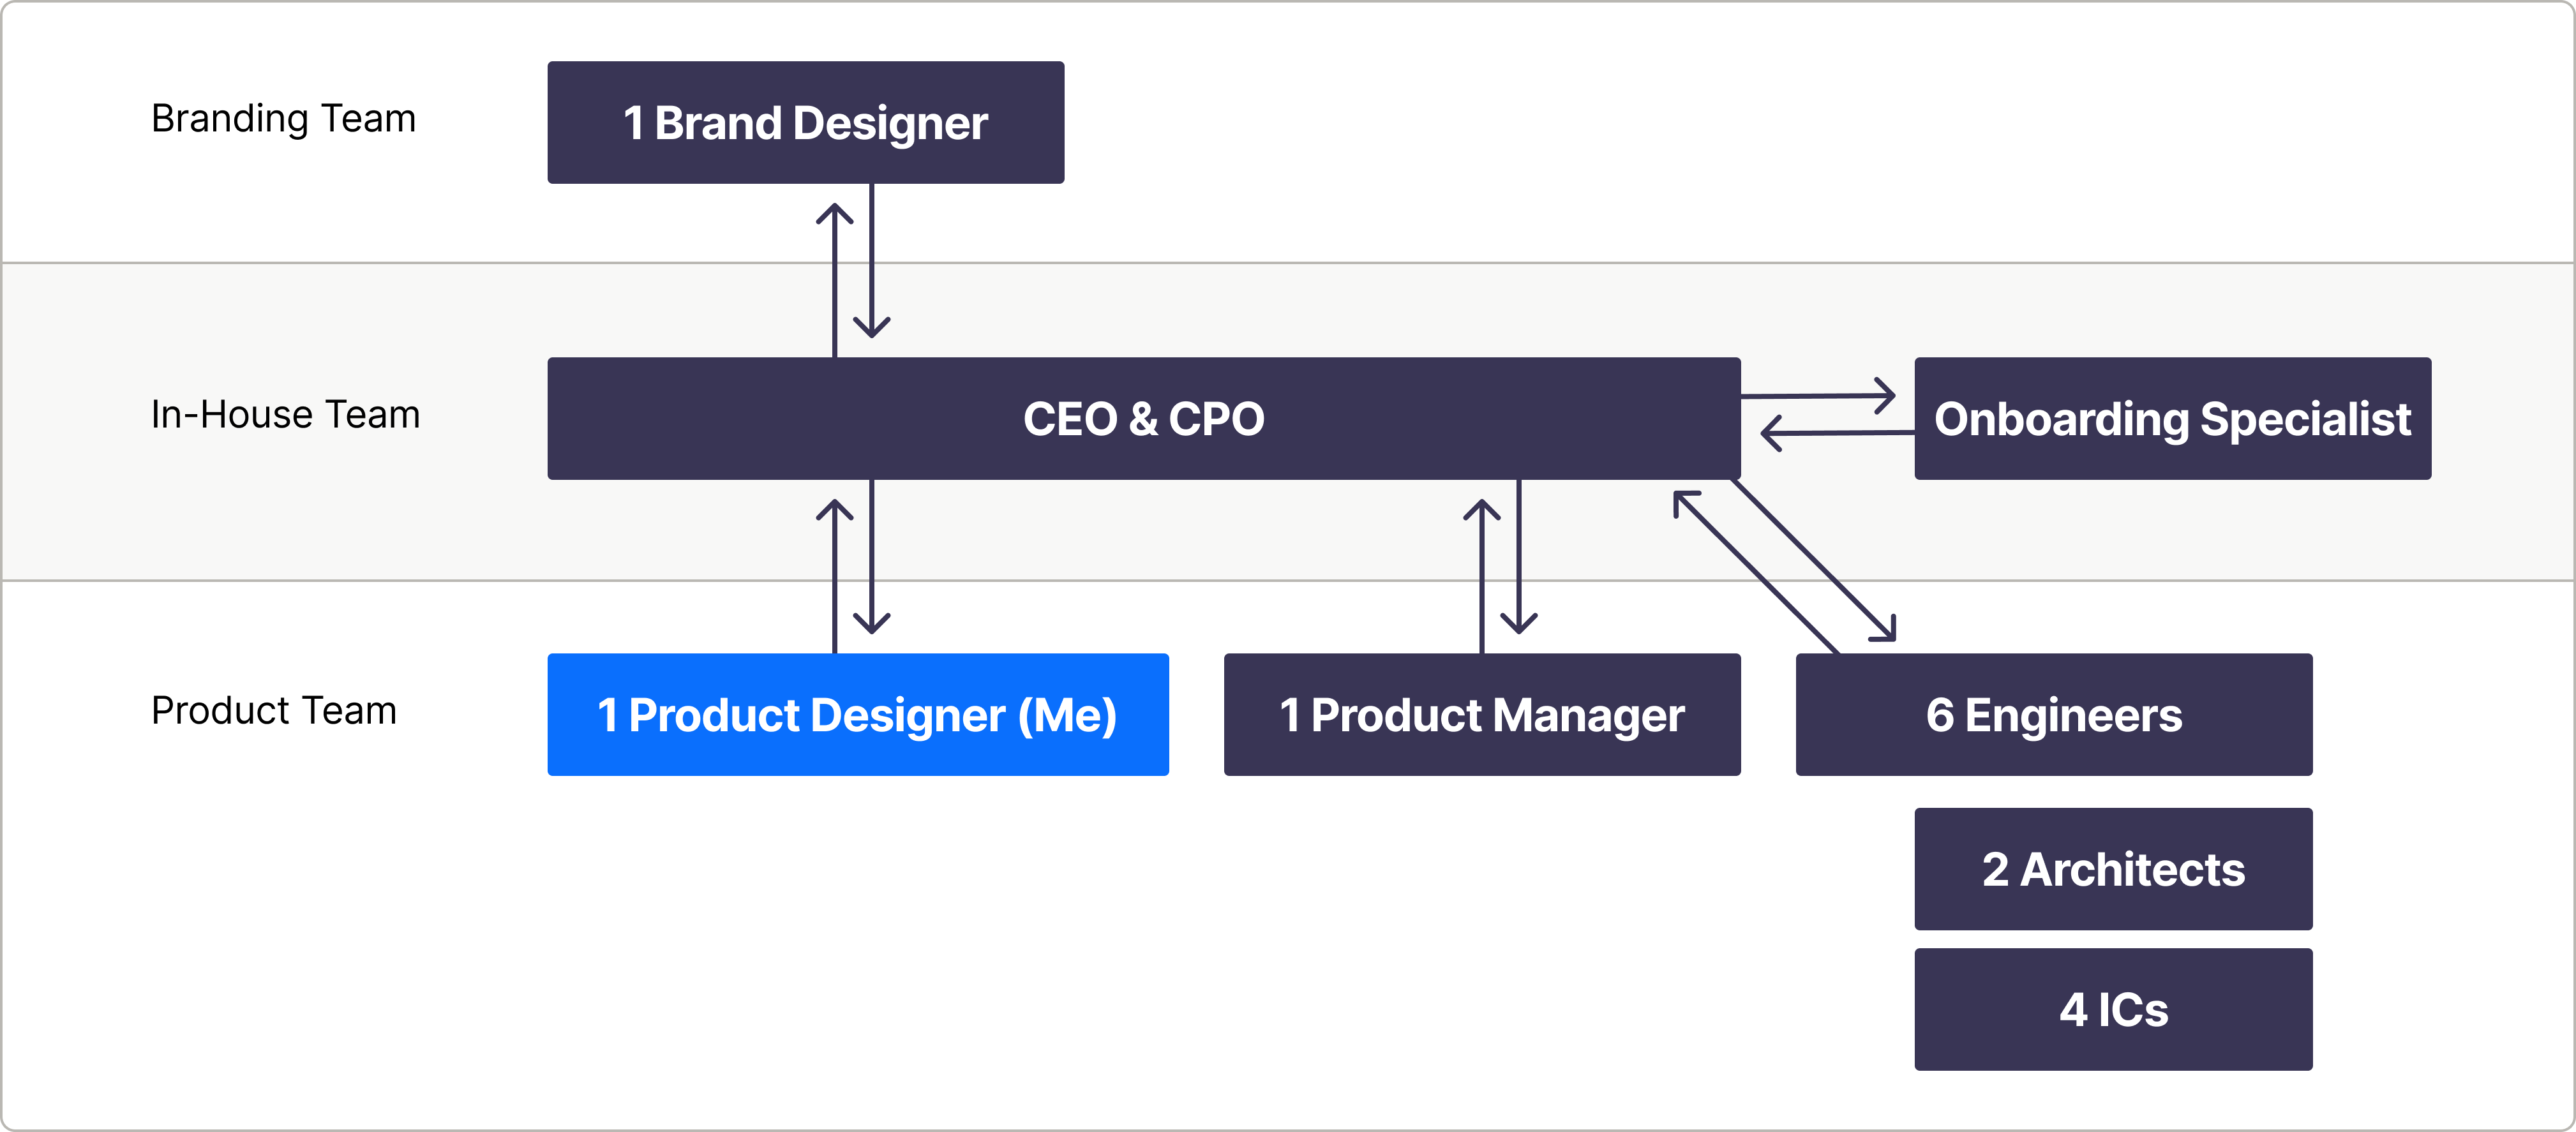 Branding Team
1 Brand Designer
In-House Team
CEO & CPO
Onboarding Specialist
Product Team
1 Product Designer (Me)
1 Product Manager
6 Engineers
2 Architects
4 ICs